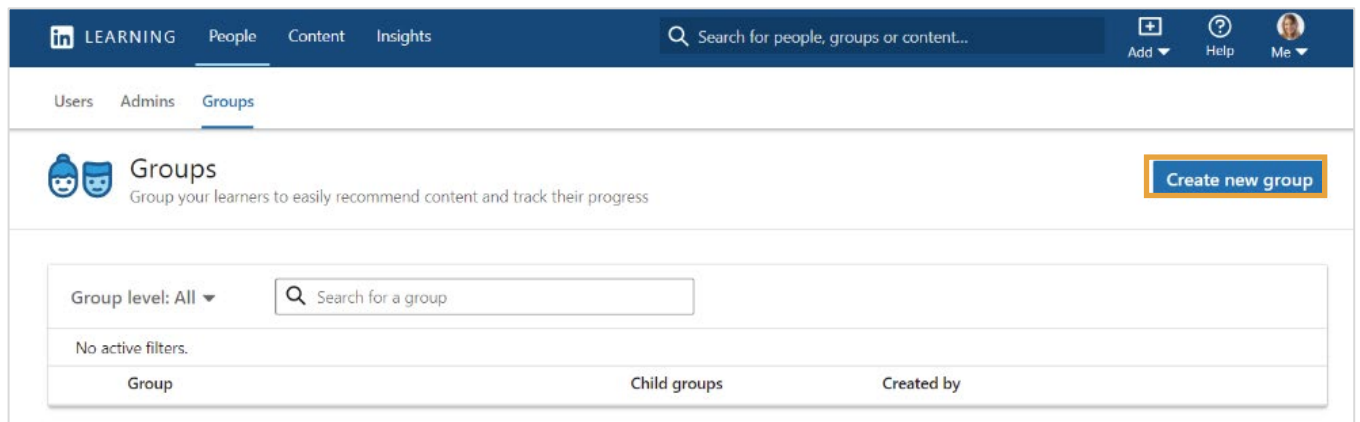 in LEARNING People Content Insights Search for people, groups or content... Add Help Me
Users Admins Groups
Groups
Group your learners to easily recommend content and track their progress
Create new group
Group level: All Search for a group
No active filters.
Group Child groups Created by